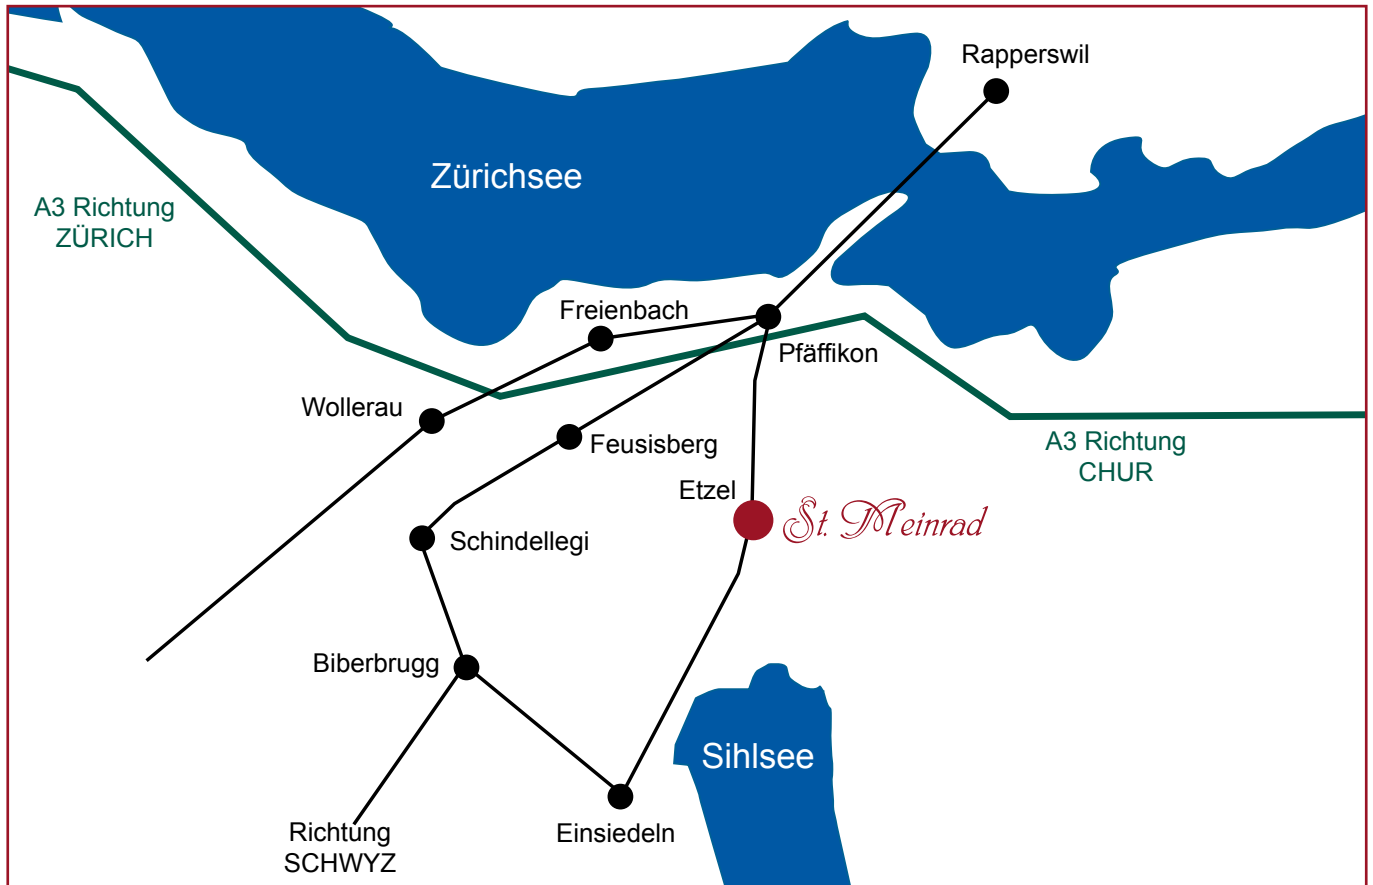 Rapperswil
Zürichsee
A3 Richtung
ZÜRICH
Freienbach
Pfäffikon
Wollerau
Feusisberg
A3 Richtung
CHUR
Etzel
St. Meinrad
Schindellegi
Biberbrugg
Sihlsee
Richtung
SCHWYZ
Einsiedeln